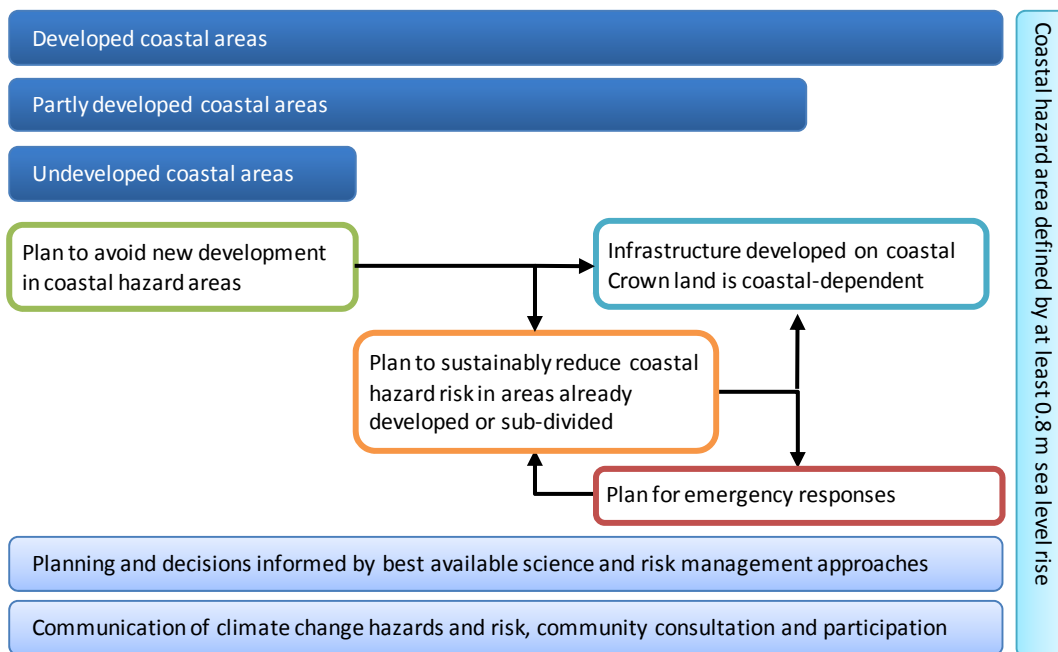 Developed coastal areas
Partly developed coastal areas
Undeveloped coastal areas
Plan to avoid new development
in coastal hazard areas
Infrastructure developed on coastal
Crown land is coastal-dependent
Plan to sustainably reduce coastal
hazard risk in areas already
developed or sub-divided
Plan for emergency responses
Planning and decisions informed by best available science and risk management approaches
Communication of climate change hazards and risk, community consultation and participation
Coastal hazard area defined by at least 0.8 m sea level rise